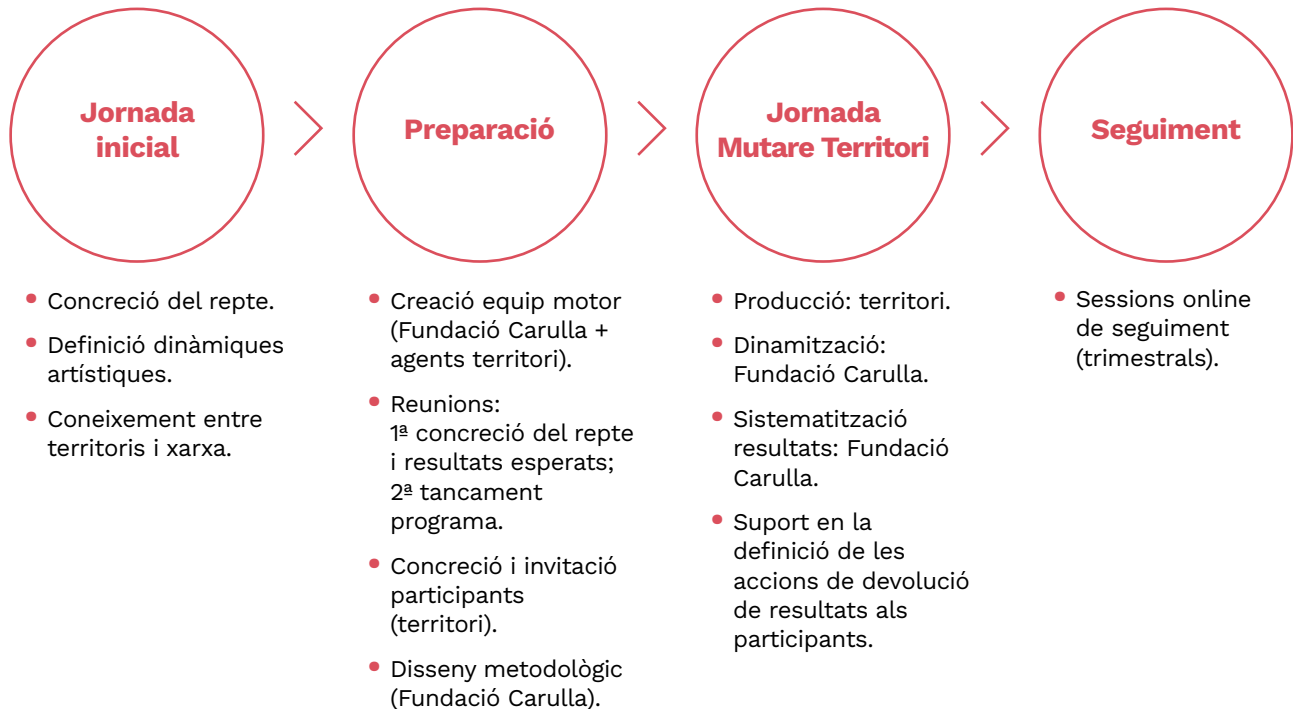 Jornada
inicial
Preparació
Jornada
Mutare Territori
Seguiment
• Concreció del repte.
• Definició dinàmiques
artístiques.
• Coneixement entre
territoris i xarxa.
• Creació equip motor
(Fundació Carulla +
agents territori).
• Reunions:
1ª concreció del repte
i resultats esperats;
2ª tancament
programa.
• Concreció i invitació
participants
(territori).
• Disseny metodològic
(Fundació Carulla).
• Producció: territori.
• Dinamització:
Fundació Carulla.
• Sistematització
resultats: Fundació
Carulla.
• Suport en la
definició de les
accions de devolució
de resultats als
participants.
• Sessions online
de seguiment
(trimestrals).